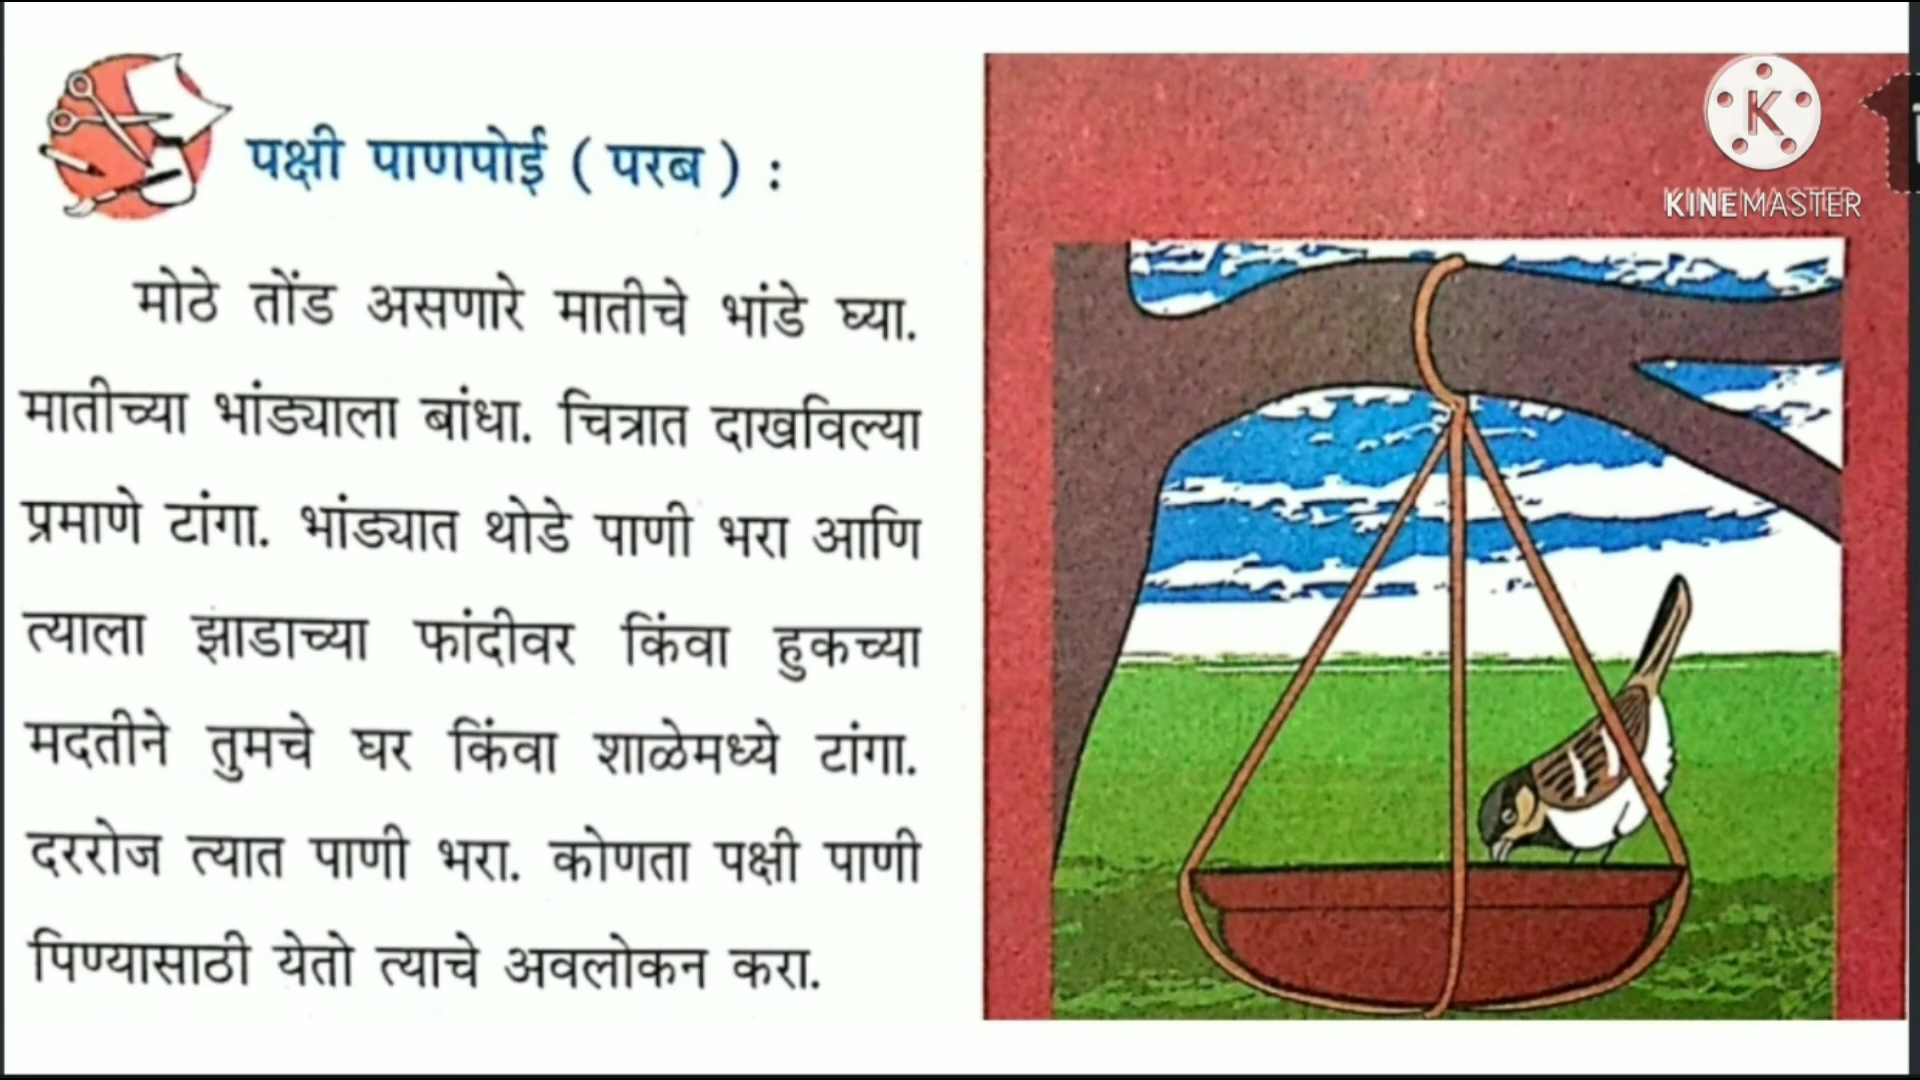 पक्षी पाणपोई ( परब ) :
मोठे तोंड असणारे मातीचे भांडे घ्या.
मातीच्या भांड्याला बांधा. चित्रात दाखविल्या
प्रमाणे टांगा. भांड्यात थोडे पाणी भरा आणि
त्याला झाडाच्या फांदीवर किंवा हुकच्या
मदतीने तुमचे घर किंवा शाळेमध्ये टांगा.
दररोज त्यात पाणी भरा. कोणता पक्षी पाणी
पिण्यासाठी येतो त्याचे अवलोकन करा.
K
KINEMASTER